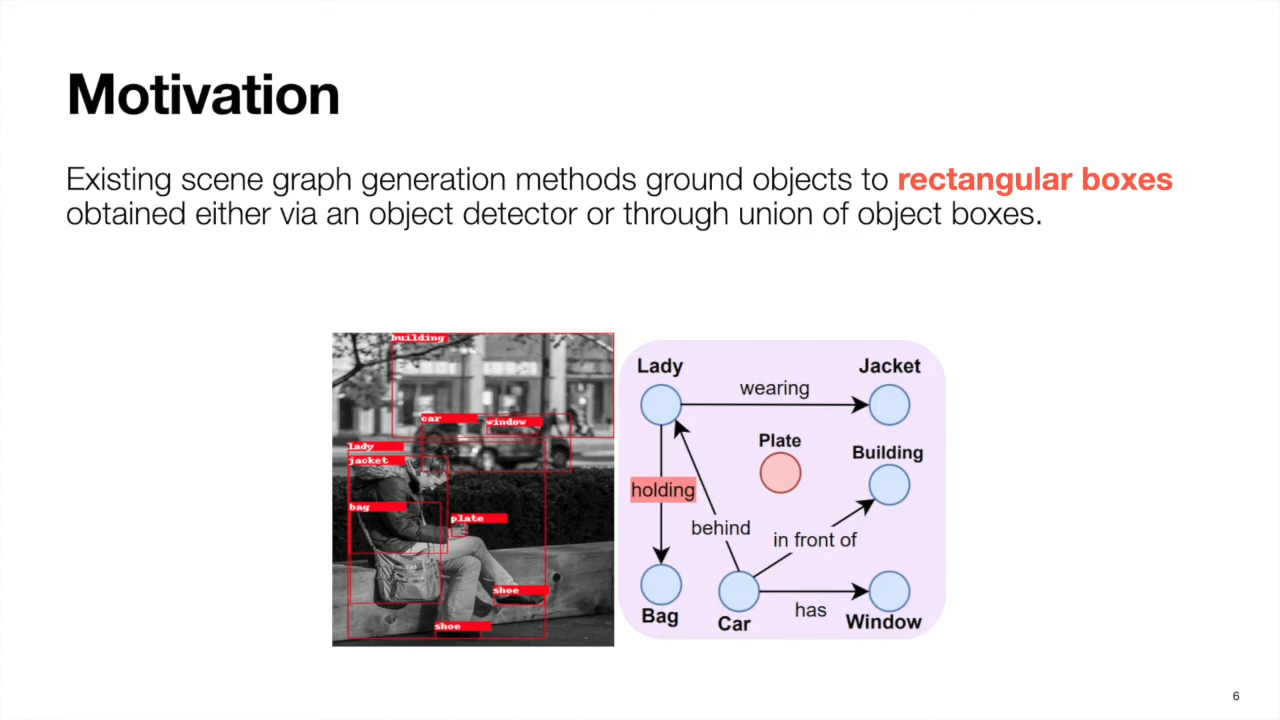 Motivation
Existing scene graph generation methods ground objects to rectangular boxes
obtained either via an object detector or through union of object boxes.
building
car
window
lady
jacket
bag
plate
shoe
shoe
Lady
Jacket
wearing
Plate
Building
holding
behind
in front of
Bag
Car
has
Window
6